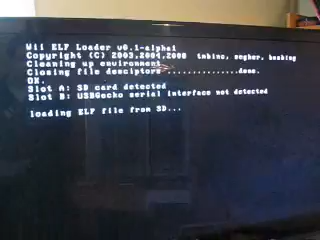 Wii ELF Loader v0.1-alpha1
Copyright (C) 2003,2004,2008 tmbinc, segher, bushing
Cleaning up environment
Closing file desciptors ...............done.
OK.
Slot A: SD card detected
Slot B: USBGecko serial interface not detected
loading ELF file from SD...